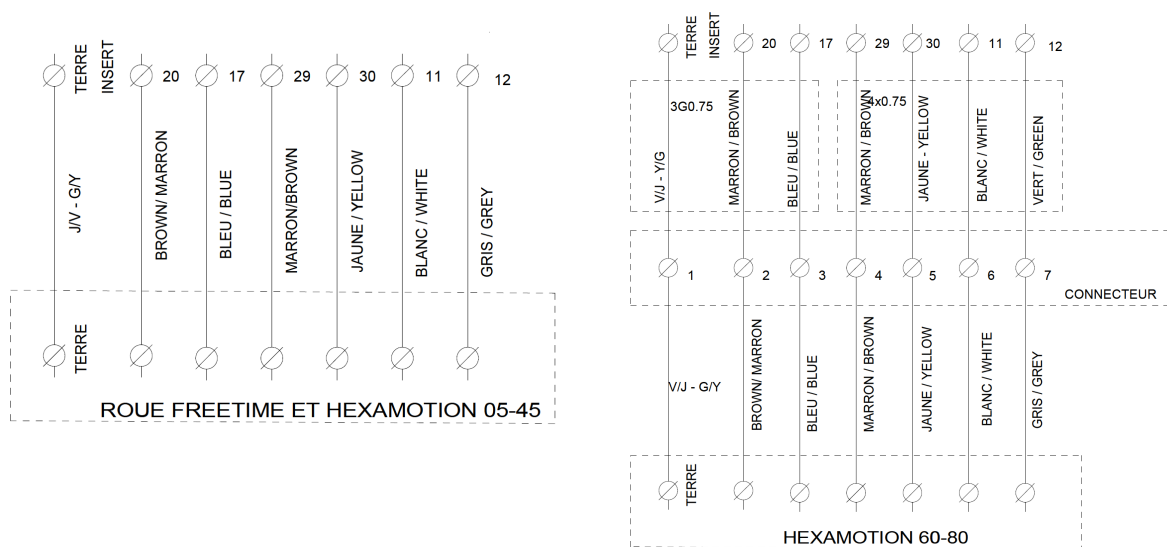 TERRE
INSERT
20
17
29
30
11
12
J/V - G/Y
BROWN/ MARRON
BLEU / BLUE
MARRON/BROWN
JAUNE / YELLOW
BLANC / WHITE
GRIS / GREY
TERRE
ROUE FREETIME ET HEXAMOTION 05-45
TERRE
INSERT
20
17
29
30
11
12
3G0.75
4x0.75
V/J - Y/G
MARRON / BROWN
BLEU / BLUE
MARRON / BROWN
JAUNE - YELLOW
BLANC / WHITE
VERT / GREEN
1
2
3
4
5
6
7
CONNECTEUR
V/J - G/Y
BROWN/ MARRON
BLEU / BLUE
MARRON / BROWN
JAUNE / YELLOW
BLANC / WHITE
GRIS / GREY
TERRE
HEXAMOTION 60-80